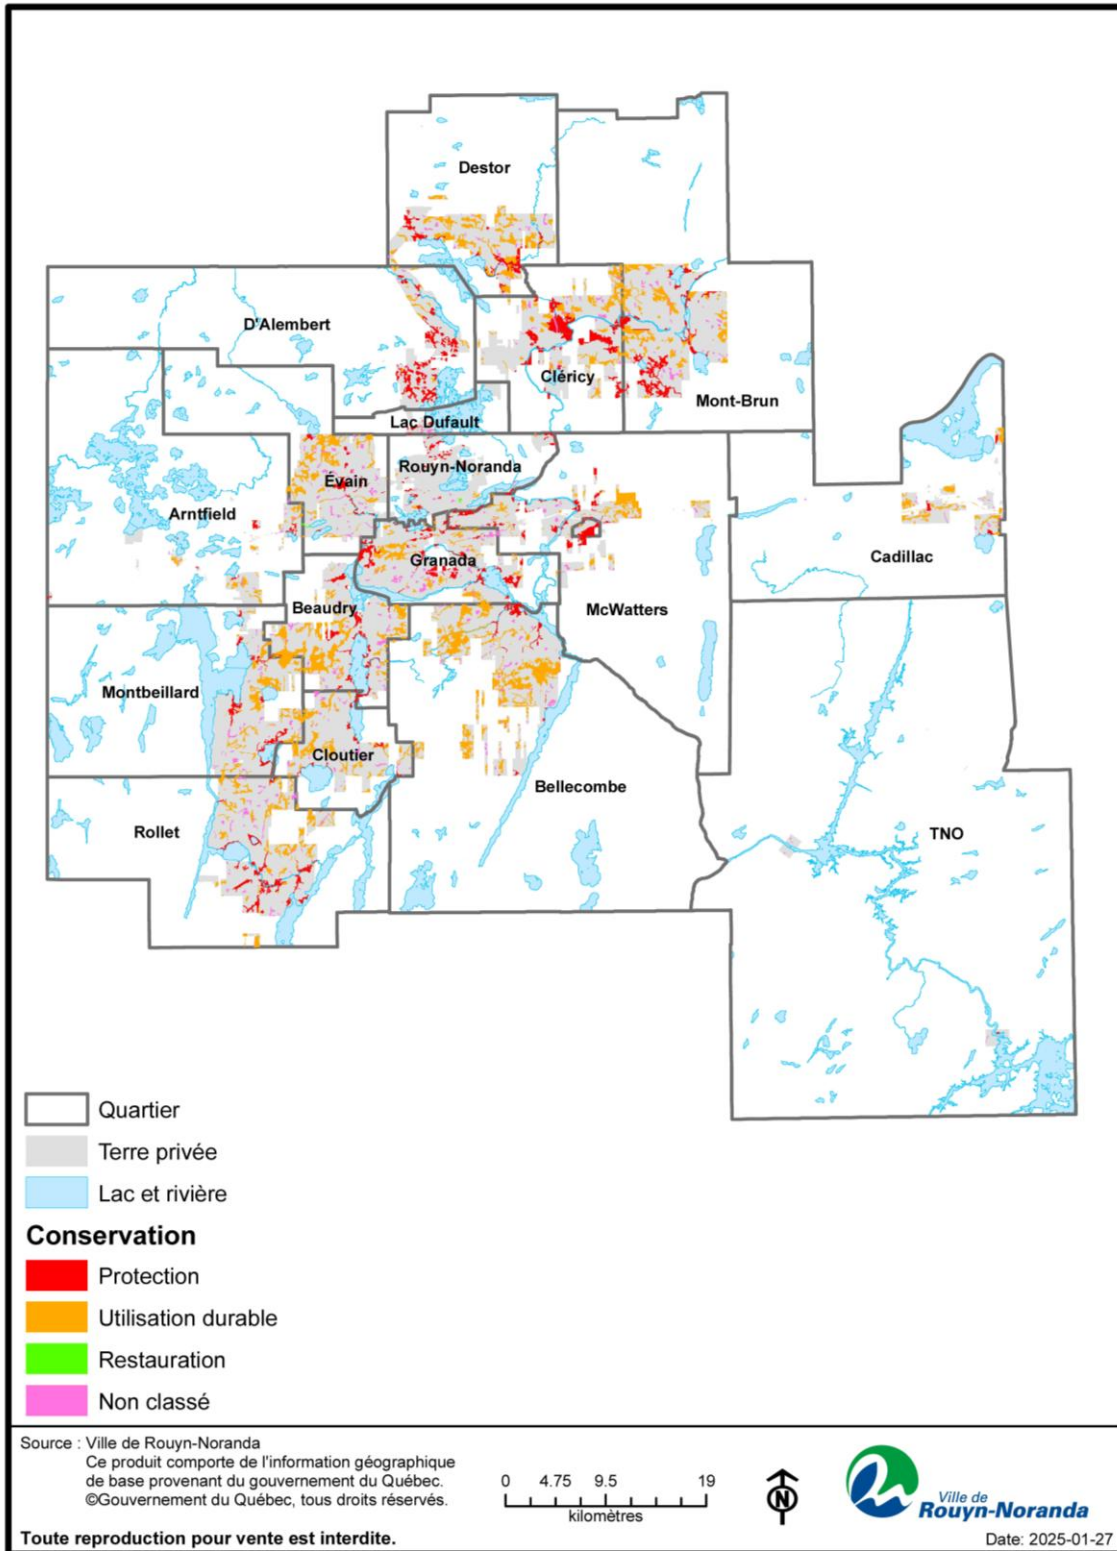 Destor
D'Alembert
Cléricy
Mont-Brun
Lac Dufault
Rouyn-Noranda
Évain
Arntfield
Cadillac
Granada
Beaudry
McWatters
Montbeillard
Cloutier
Bellecombe
Rollet
TNO
Quartier
Terre privée
Lac et rivière
Conservation
Protection
Utilisation durable
Restauration
Non classé
Source : Ville de Rouyn-Noranda
Ce produit comporte de l'information géographique
de base provenant du gouvernement du Québec.
©Gouvernement du Québec, tous droits réservés.
Toute reproduction pour vente est interdite.
0 4.75 9.5 19
kilomètres
N
Ville de
Rouyn-Noranda
Date: 2025-01-27